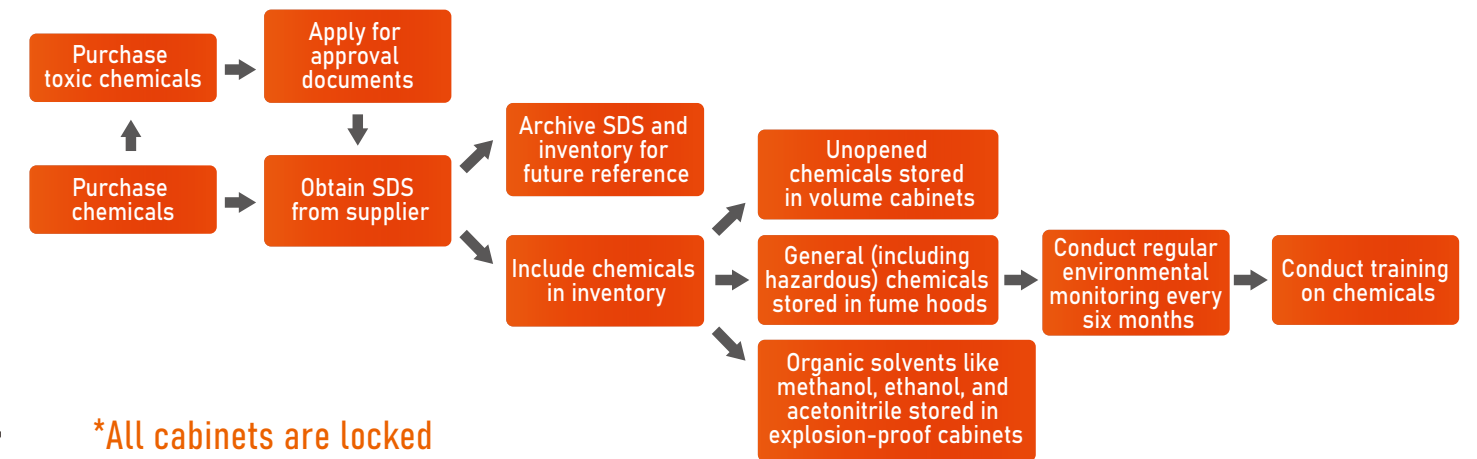 Purchase
toxic chemicals
Apply for
approval
documents
Purchase
chemicals
Obtain SDS
from supplier
Archive SDS and
inventory for
future reference
Include chemicals
in inventory
Unopened
chemicals stored
in volume cabinets
General (including
hazardous) chemicals
stored in fume hoods
Organic solvents like
methanol, ethanol, and
acetonitrile stored in
explosion-proof cabinets
Conduct regular
environmental
monitoring every
six months
Conduct training
on chemicals
*All cabinets are locked